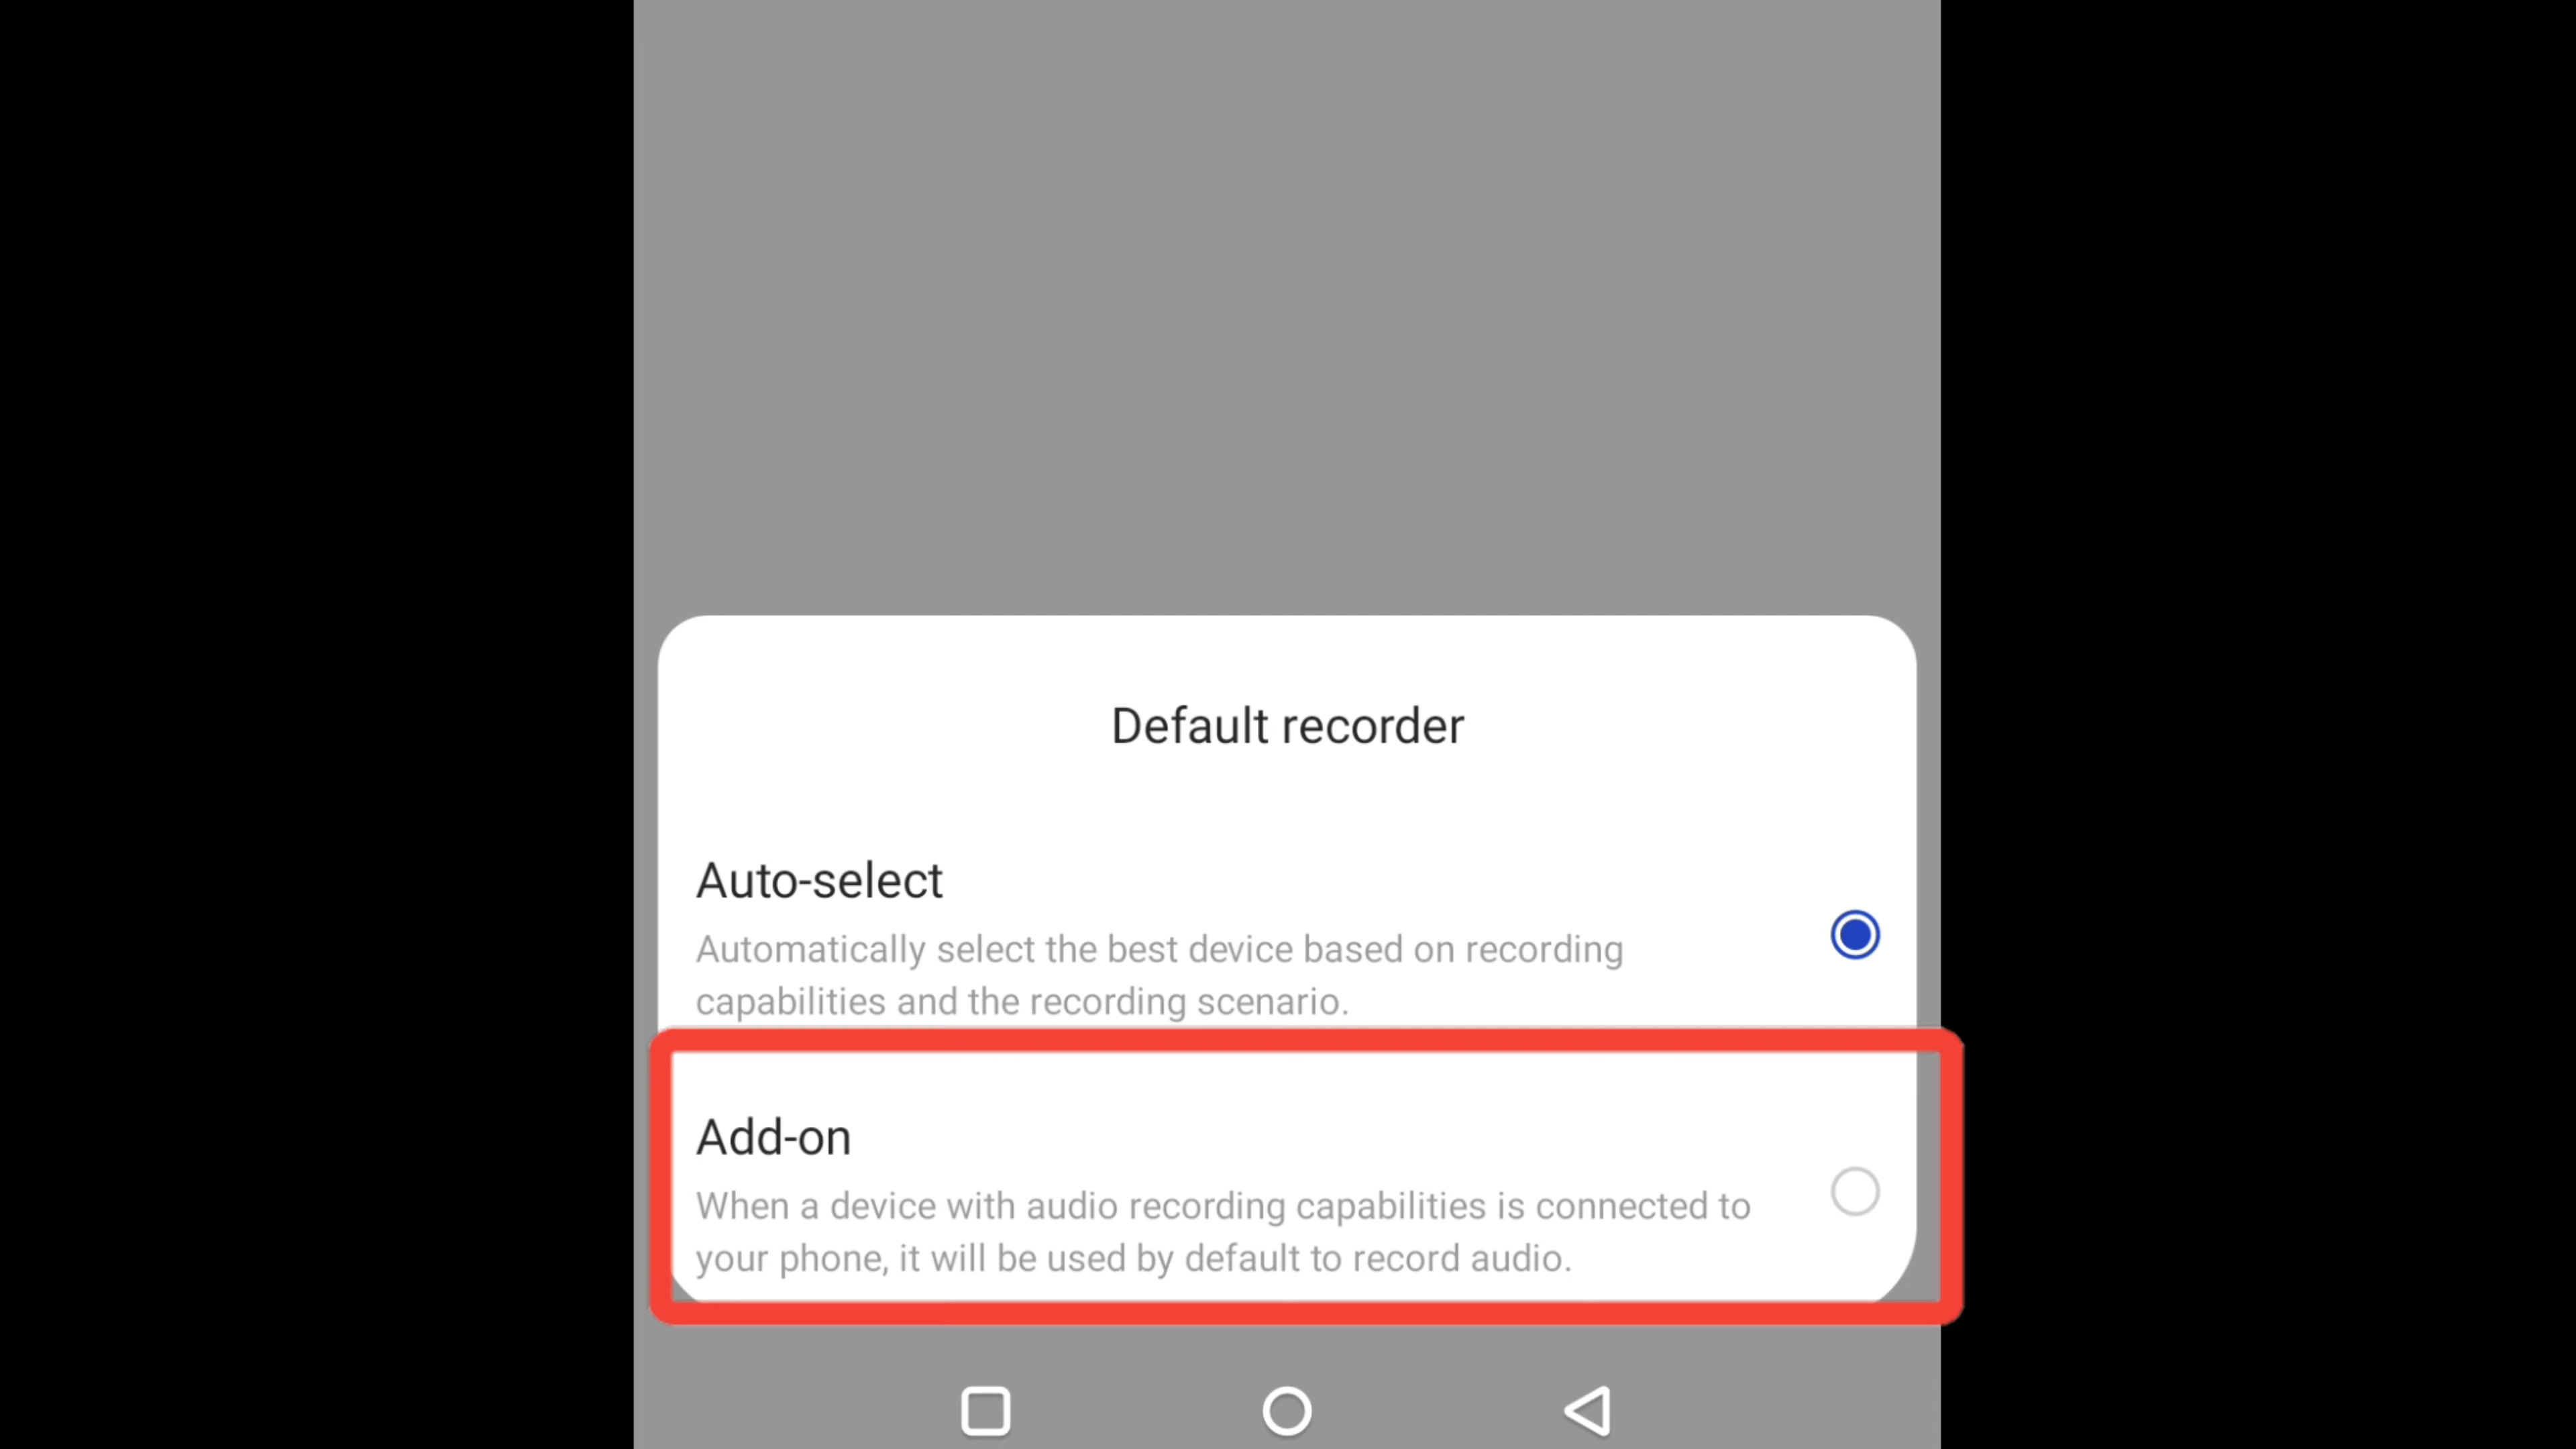 Default recorder
Auto-select
Automatically select the best device based on recording
capabilities and the recording scenario.
Add-on
When a device with audio recording capabilities is connected to
your phone, it will be used by default to record audio.